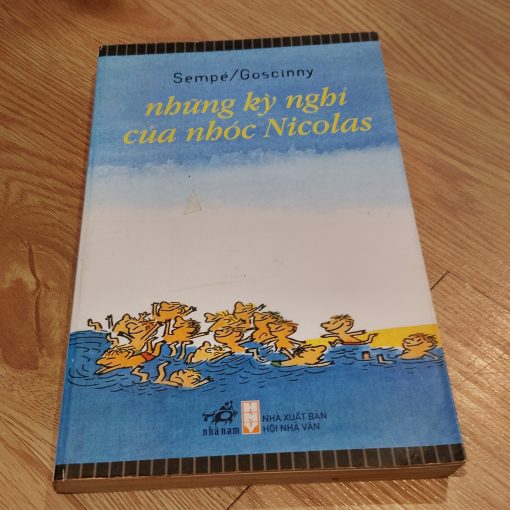 Sempé/Goscinny
những kỳ nghỉ
của nhóc Nicolas
nhã nam
NHÀ XUẤT BẢN
HỘI NHÀ VĂN